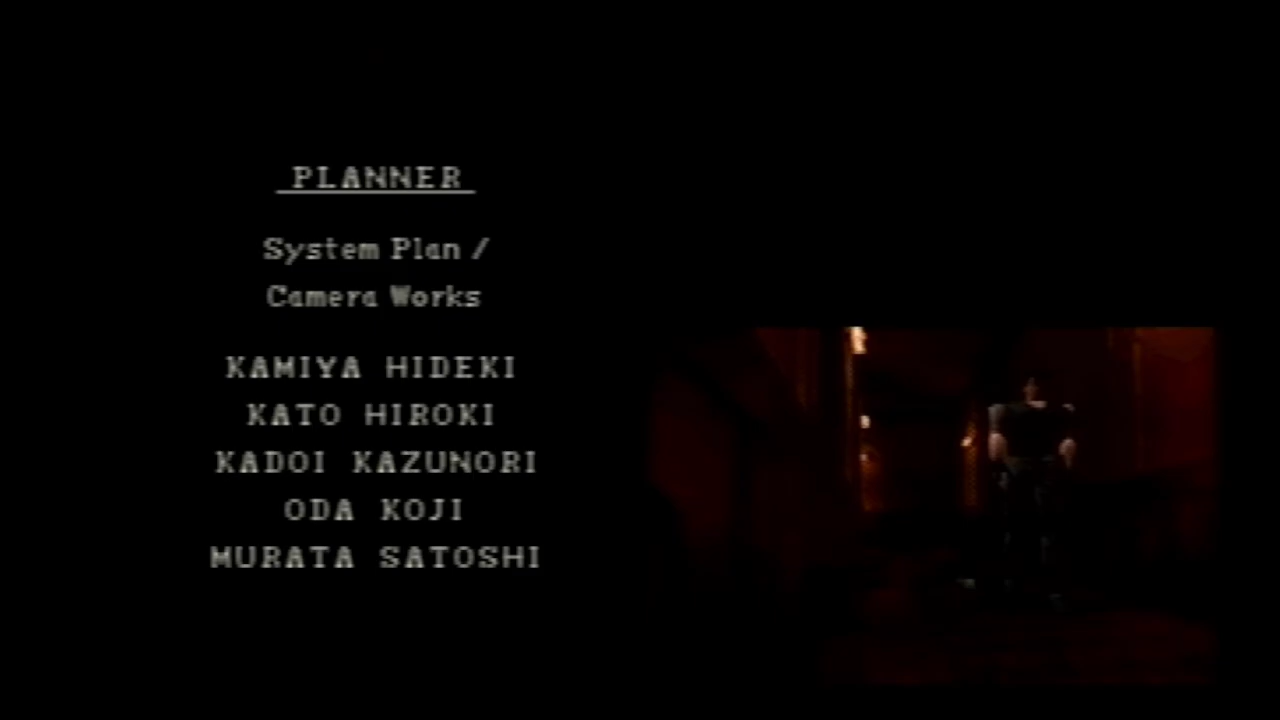 PLANNER
System Plan /
Camera Works
KAMIYA HIDEKI
KATO HIROKI
KADOI KAZUNORI
ODA KOJI
MURATA SATOSHI